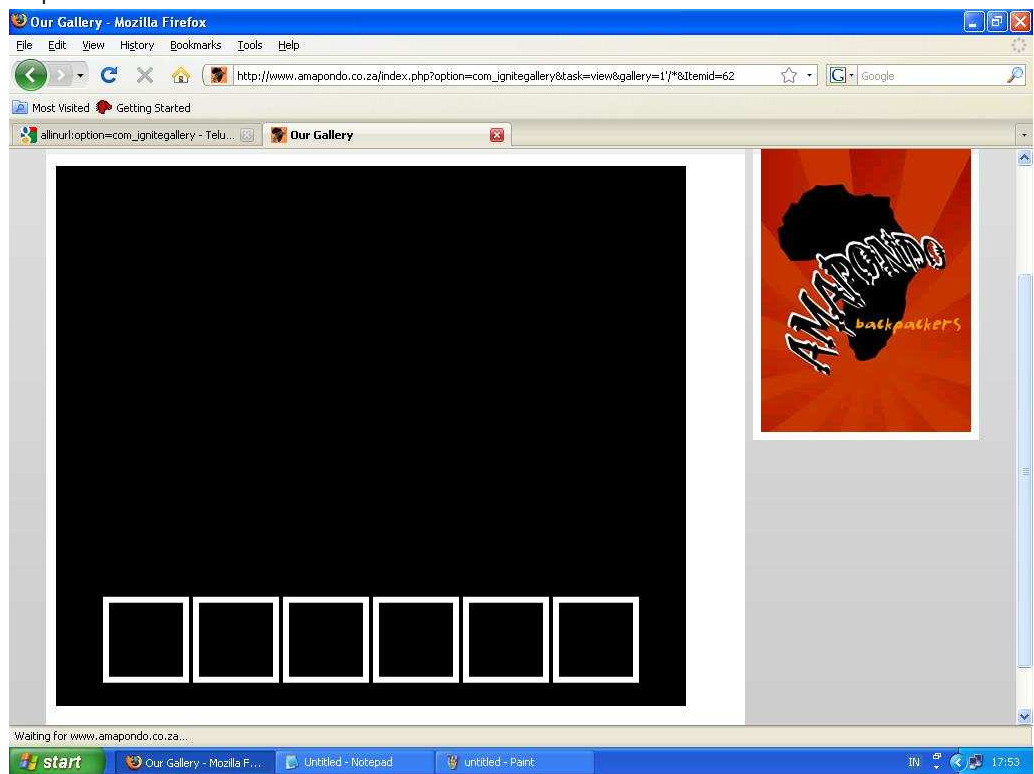 Our Gallery - Mozilla Firefox
File Edit View History Bookmarks Tools Help
http://www.amapondo.co.za/index.php?option=com_ignitegallery&task=view&gallery=1'/*&Itemid=62
G Google
Most Visited Getting Started
allinurl:option=com_ignitegallery - Telu... Our Gallery
AMAPONDO
backpackers
Waiting for www.amapondo.co.za...
start Our Gallery - Mozilla F... Untitled - Notepad untitled - Paint IN 17:53